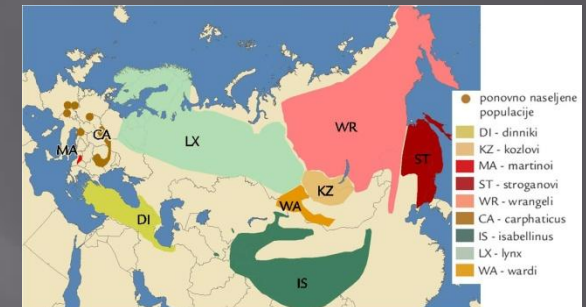 LX
WR
CA
MA
ST
KZ
WA
DI
IS
ponovno naseljene
populacije
DI - dinniki
KZ - kozlovi
MA - martinoi
ST - stroganovi
WR - wrangeli
CA - carphaticus
IS - isabellinus
LX - lynx
WA - wardi